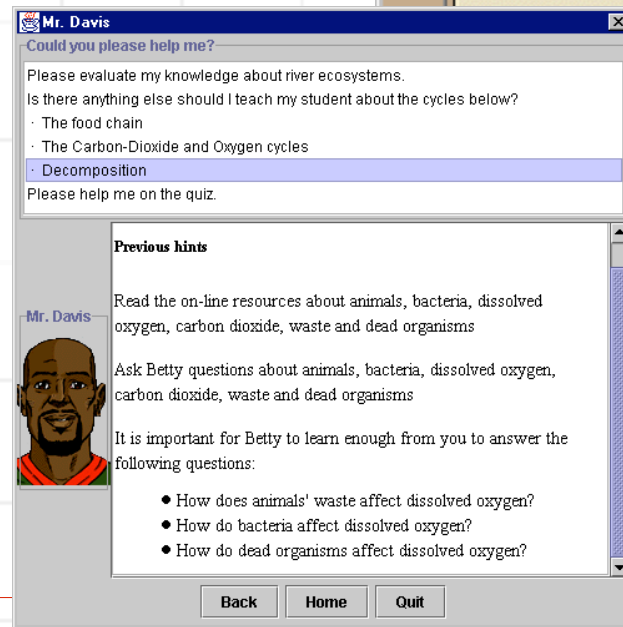 Mr. Davis
Could you please help me?
Please evaluate my knowledge about river ecosystems.
Is there anything else should I teach my student about the cycles below?
· The food chain
· The Carbon-Dioxide and Oxygen cycles
· Decomposition
Please help me on the quiz.
Mr. Davis
Previous hints
Read the on-line resources about animals, bacteria, dissolved
oxygen, carbon dioxide, waste and dead organisms
Ask Betty questions about animals, bacteria, dissolved oxygen,
carbon dioxide, waste and dead organisms
It is important for Betty to learn enough from you to answer the
following questions:
● How does animals' waste affect dissolved oxygen?
● How do bacteria affect dissolved oxygen?
● How do dead organisms affect dissolved oxygen?
Back Home Quit